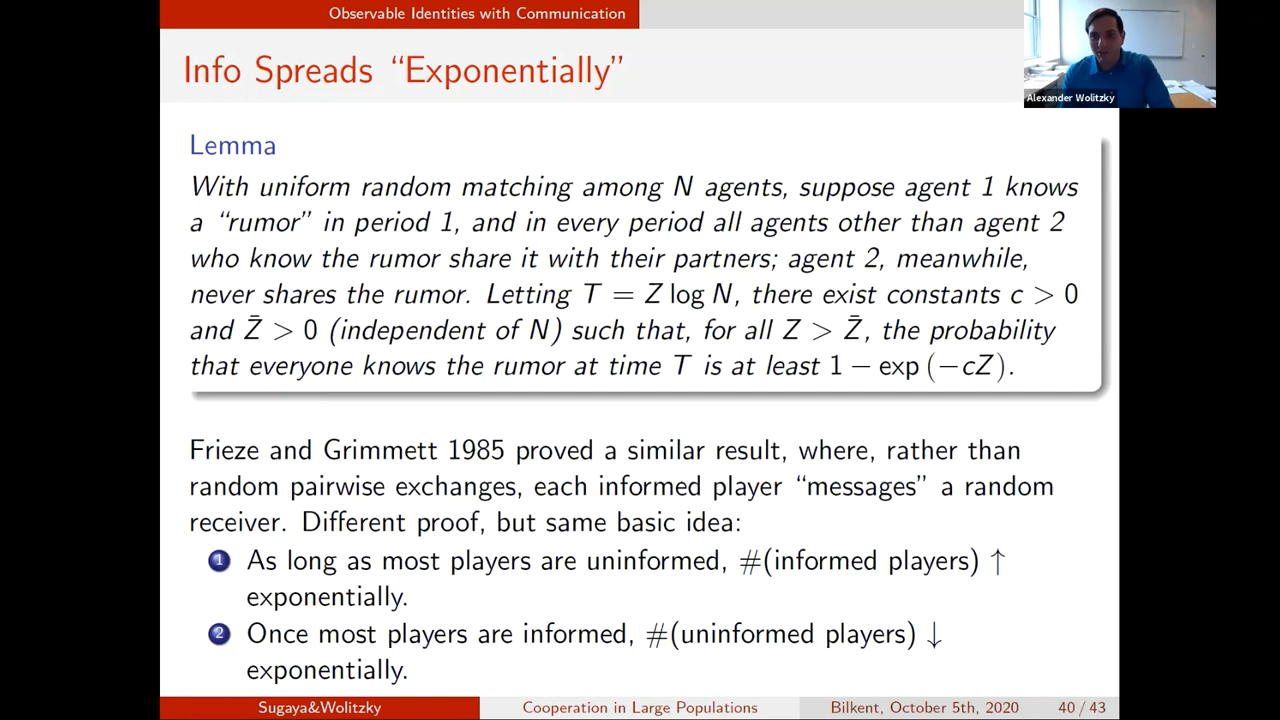 Observable Identities with Communication
Info Spreads “Exponentially”
Alexander Wolitzky
Lemma
With uniform random matching among N agents, suppose agent 1 knows
a “rumor” in period 1, and in every period all agents other than agent 2
who know the rumor share it with their partners; agent 2, meanwhile,
never shares the rumor. Letting T = Z log N, there exist constants c > 0
and Z̄ > 0 (independent of N) such that, for all Z > Z̄, the probability
that everyone knows the rumor at time T is at least 1 − exp (−cZ).
Frieze and Grimmett 1985 proved a similar result, where, rather than
random pairwise exchanges, each informed player “messages” a random
receiver. Different proof, but same basic idea:
1 As long as most players are uninformed, #(informed players) ↑
exponentially.
2 Once most players are informed, #(uninformed players) ↓
exponentially.
Sugaya&Wolitzky Cooperation in Large Populations Bilkent, October 5th, 2020 40 / 43